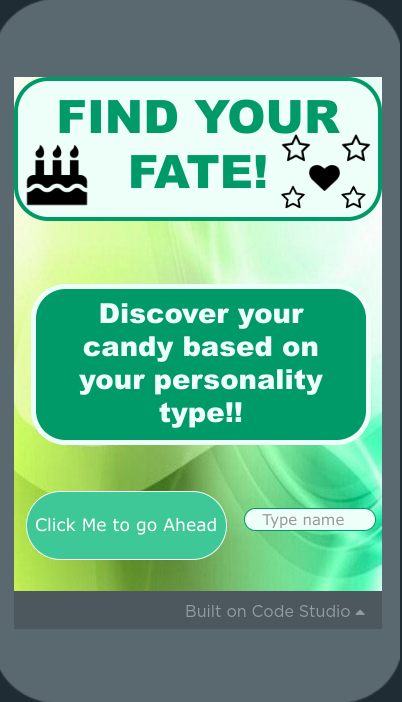 FIND YOUR
FATE!
Discover your
candy based on
your personality
type!!
Click Me to go Ahead
Type name
Built on Code Studio